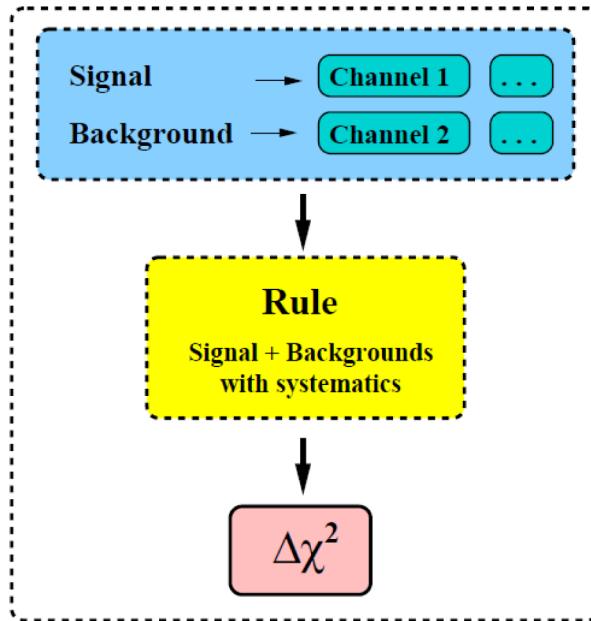 Signal → Channel 1 ...
Background → Channel 2 ...
Rule
Signal + Backgrounds
with systematics
Δχ²